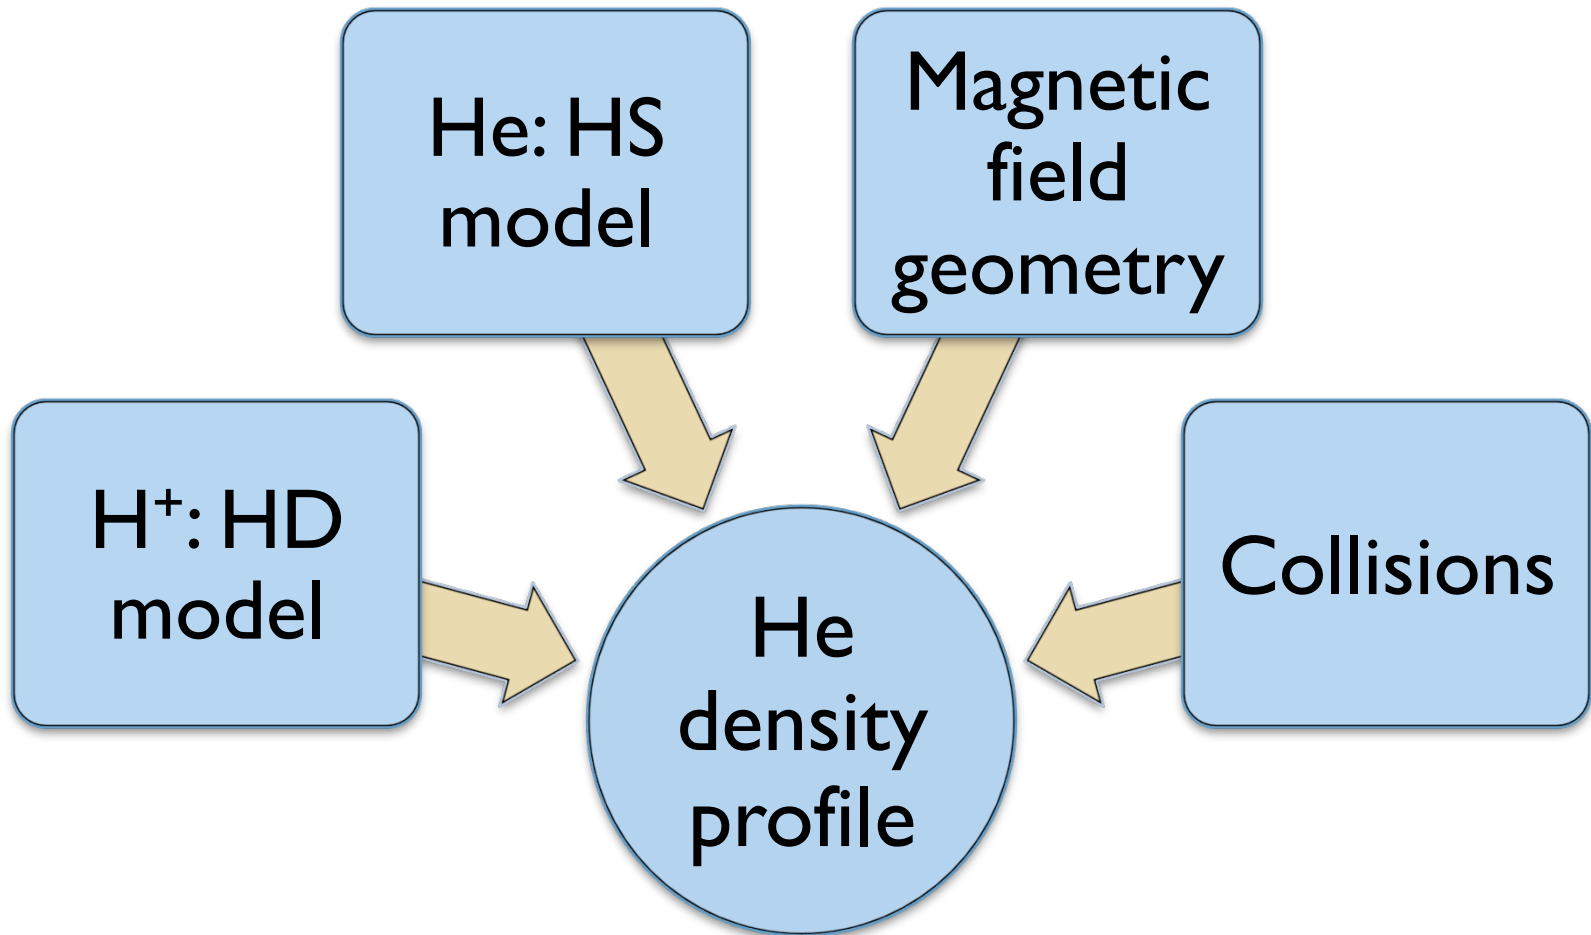 He: HS
model
Magnetic
field
geometry
H⁺: HD
model
Collisions
He
density
profile